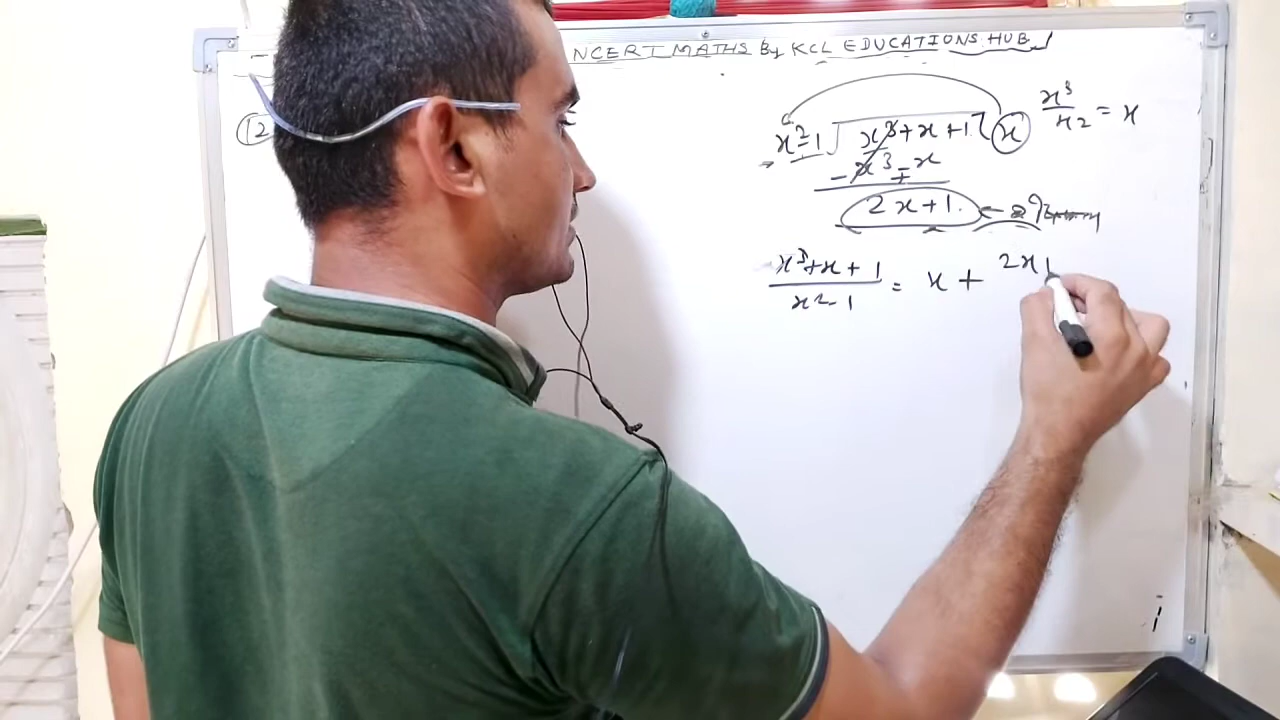 NCERT MATHS By KCL EDUCATIONS HUB
(12
x²-1 ) x³+x+1 ( x   x³/x² = x
- x³ ∓ x
2x+1 ←
(x³+x+1)/(x²-1) = x + 2x